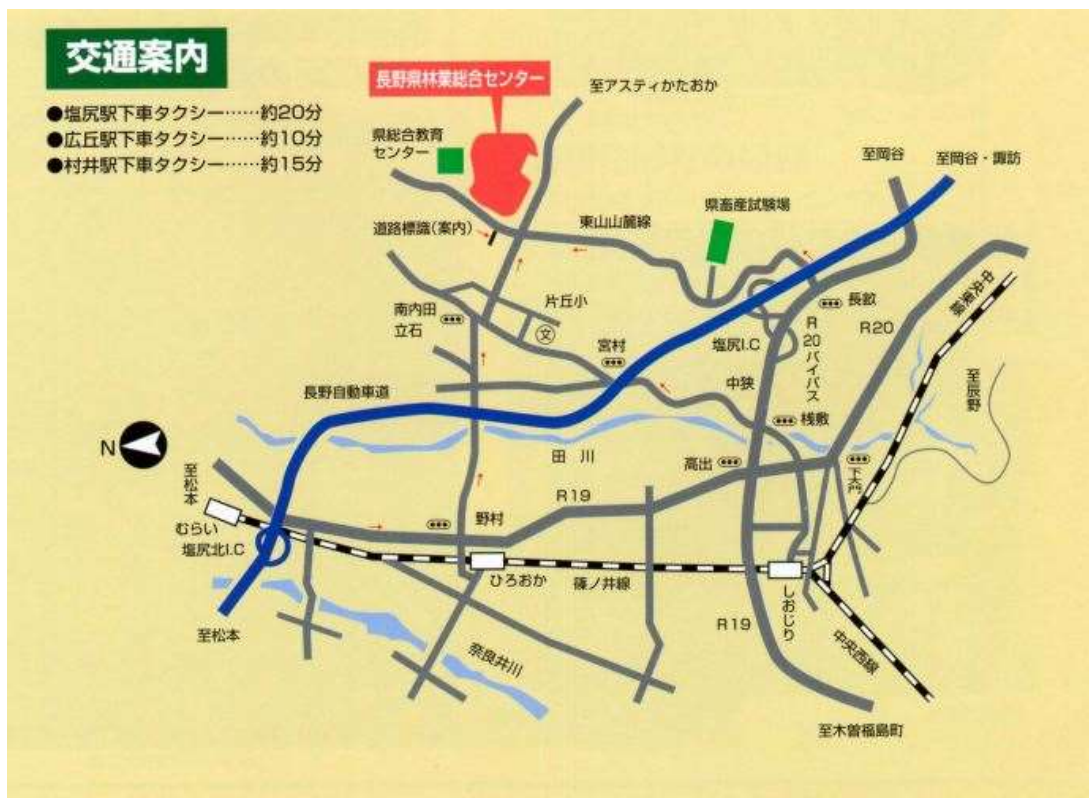 交通案内
●塩尻駅下車タクシー……約20分
●広丘駅下車タクシー……約10分
●村井駅下車タクシー……約15分
長野県林業総合センター
至アスティかたおか
県総合教育
センター
至岡谷
至岡谷・諏訪
県畜産試験場
東山山麓線
道路標識(案内)
中央東線
片丘小
長畝
南内田
立石
文
R20
R20バイパス
塩尻I.C
宮村
至辰野
中狭
長野自動車道
桟敷
N
田川
高出
下大門
至松本
R19
野村
むらい
塩尻北I.C
ひろおか
篠ノ井線
しおじり
R19
至松本
奈良井川
中央西線
至木曽福島町